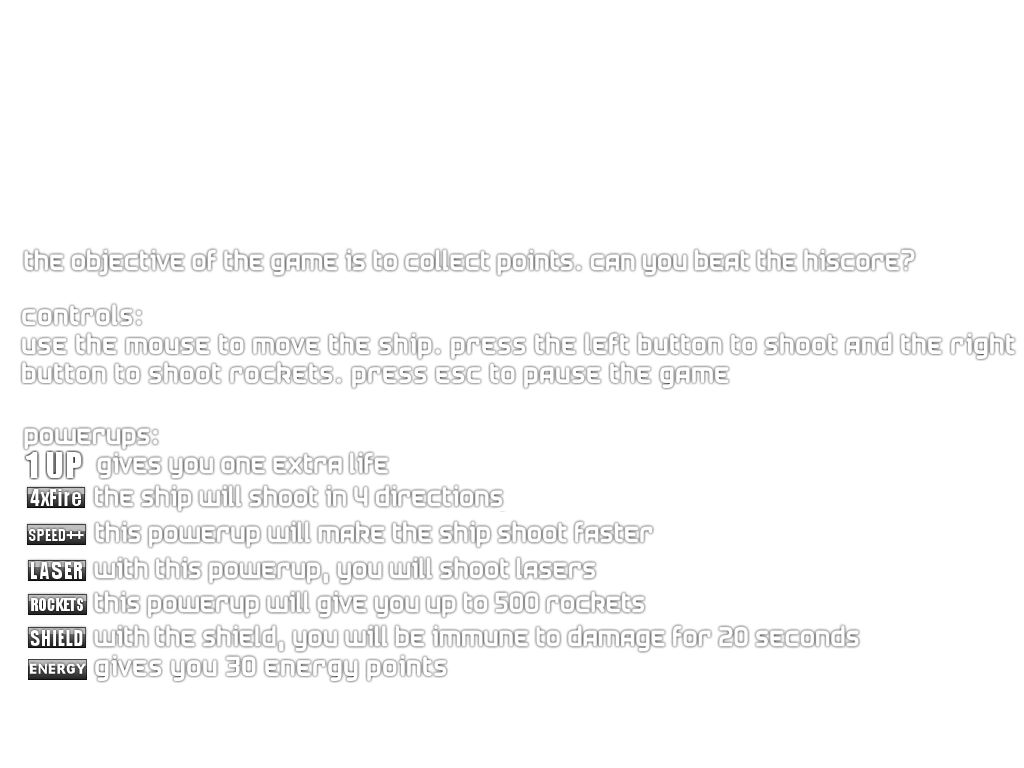 the objective of the game is to collect points. can you beat the hiscore?
controls:
use the mouse to move the ship. press the left button to shoot and the right
button to shoot rockets. press esc to pause the game
powerups:
1UP gives you one extra life
4xFire the ship will shoot in 4 directions
SPEED++ this powerup will make the ship shoot faster
LASER with this powerup, you will shoot lasers
ROCKETS this powerup will give you up to 500 rockets
SHIELD with the shield, you will be immune to damage for 20 seconds
ENERGY gives you 30 energy points